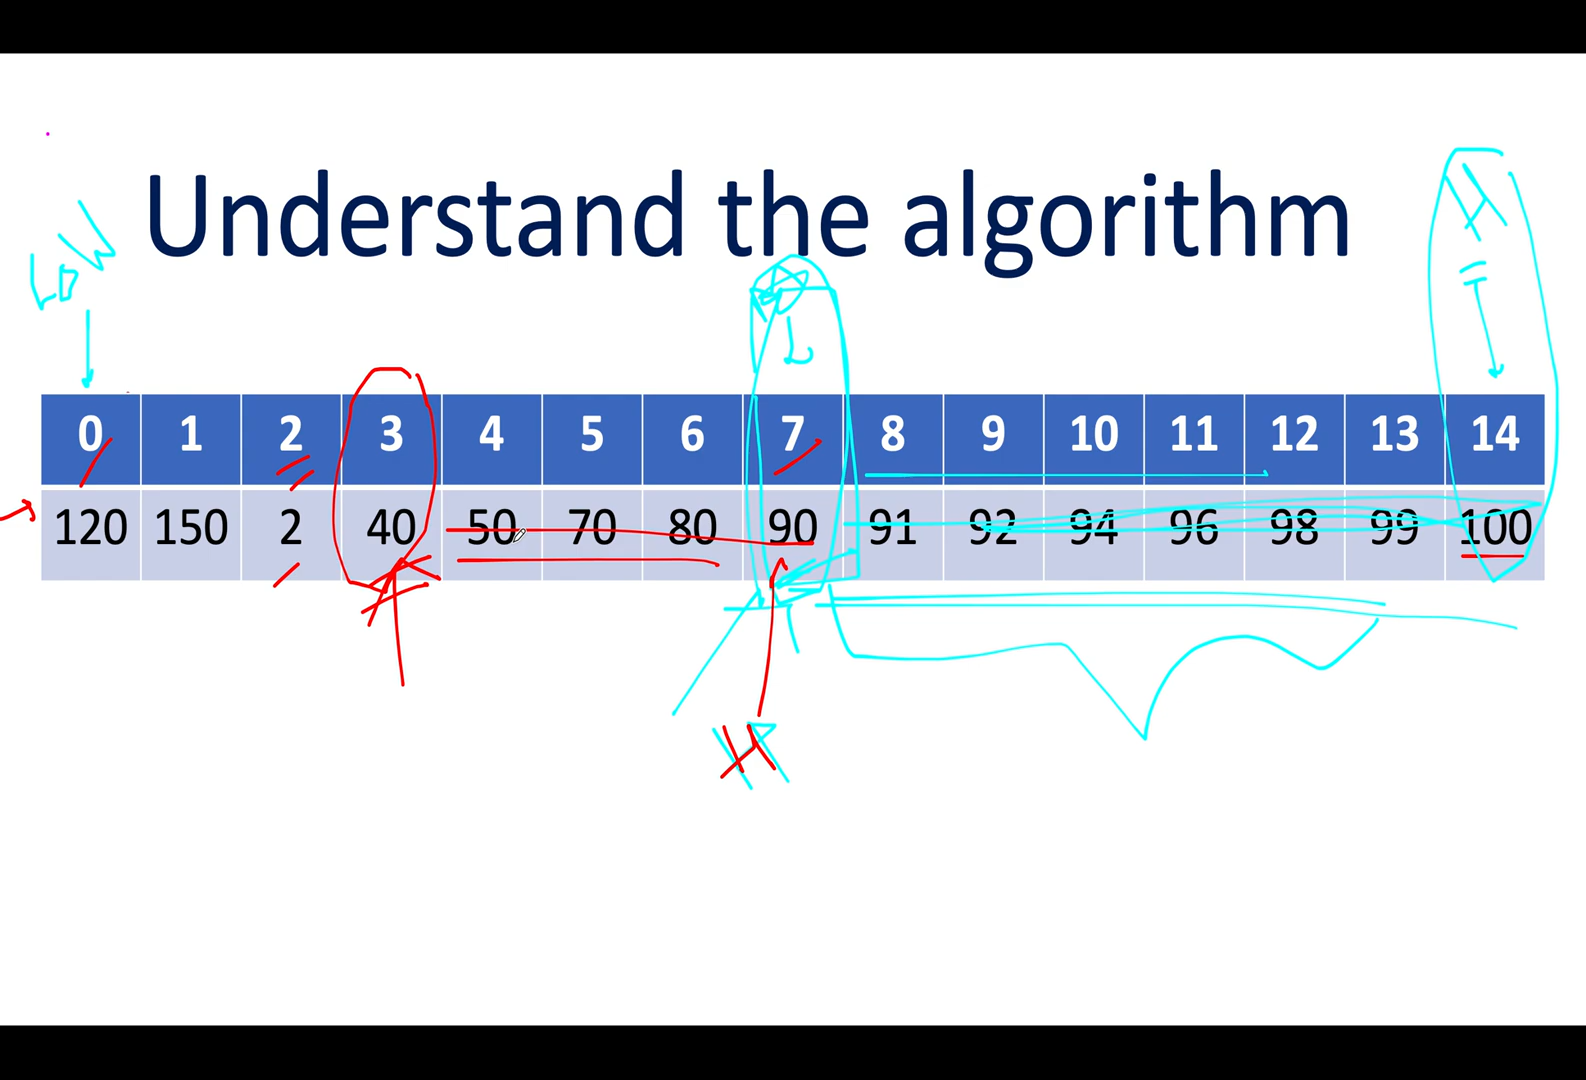 Understand the algorithm
LOW
H
L
0 1 2 3 4 5 6 7 8 9 10 11 12 13 14
120 150 2 40 50 70 80 90 91 92 94 96 98 99 100
H